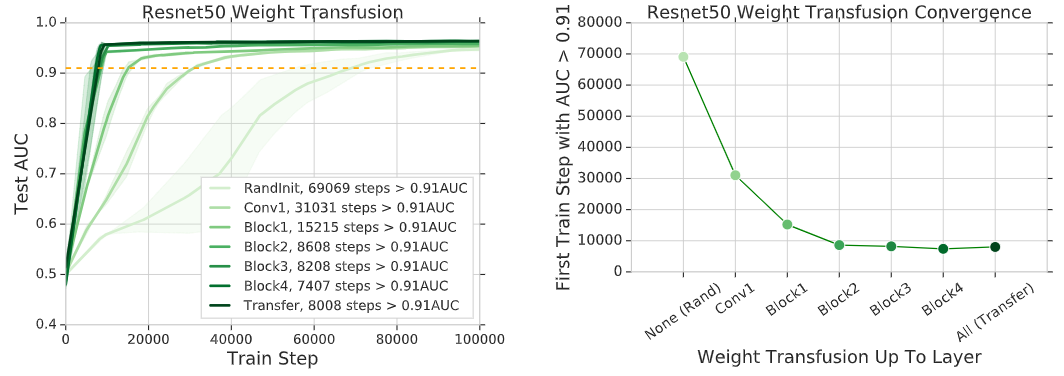 Resnet50 Weight Transfusion
1.0
0.9
0.8
0.7
0.6
0.5
0.4
Test AUC
RandInit, 69069 steps > 0.91AUC
Conv1, 31031 steps > 0.91AUC
Block1, 15215 steps > 0.91AUC
Block2, 8608 steps > 0.91AUC
Block3, 8208 steps > 0.91AUC
Block4, 7407 steps > 0.91AUC
Transfer, 8008 steps > 0.91AUC
0 20000 40000 60000 80000 100000
Train Step
Resnet50 Weight Transfusion Convergence
80000
70000
60000
50000
40000
30000
20000
10000
0
First Train Step with AUC > 0.91
None (Rand) Conv1 Block1 Block2 Block3 Block4 All (Transfer)
Weight Transfusion Up To Layer